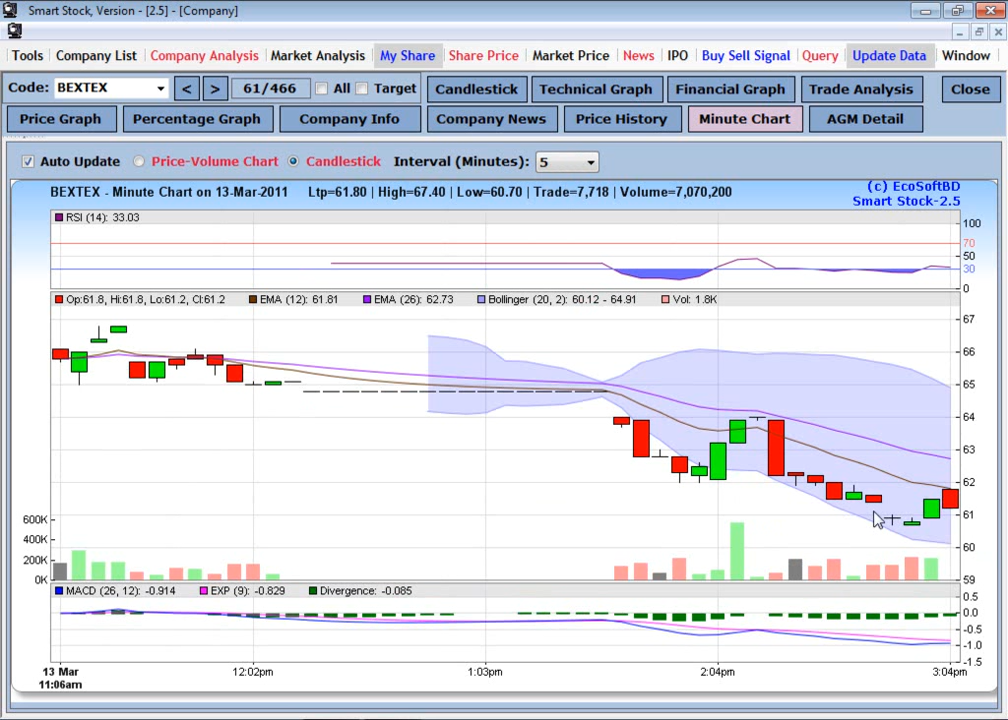 Smart Stock, Version - [2.5] - [Company]
Tools Company List Company Analysis Market Analysis My Share Share Price Market Price News IPO Buy Sell Signal Query Update Data Window
Code: BEXTEX < > 61/466 All Target Candlestick Technical Graph Financial Graph Trade Analysis Close
Price Graph Percentage Graph Company Info Company News Price History Minute Chart AGM Detail
Auto Update Price-Volume Chart Candlestick Interval (Minutes): 5
BEXTEX - Minute Chart on 13-Mar-2011 Ltp=61.80 | High=67.40 | Low=60.70 | Trade=7,718 | Volume=7,070,200
(c) EcoSoftBD
Smart Stock-2.5
RSI (14): 33.03
100
70
50
30
0
Op:61.8, Hi:61.8, Lo:61.2, Cl:61.2 EMA (12): 61.81 EMA (26): 62.73 Bollinger (20, 2): 60.12 - 64.91 Vol: 1.8K
67
66
65
64
63
62
61
60
59
600K
400K
200K
0K
MACD (26, 12): -0.914 EXP (9): -0.829 Divergence: -0.085
0.5
0.0
-0.5
-1.0
-1.5
13 Mar
11:06am 12:02pm 1:03pm 2:04pm 3:04pm